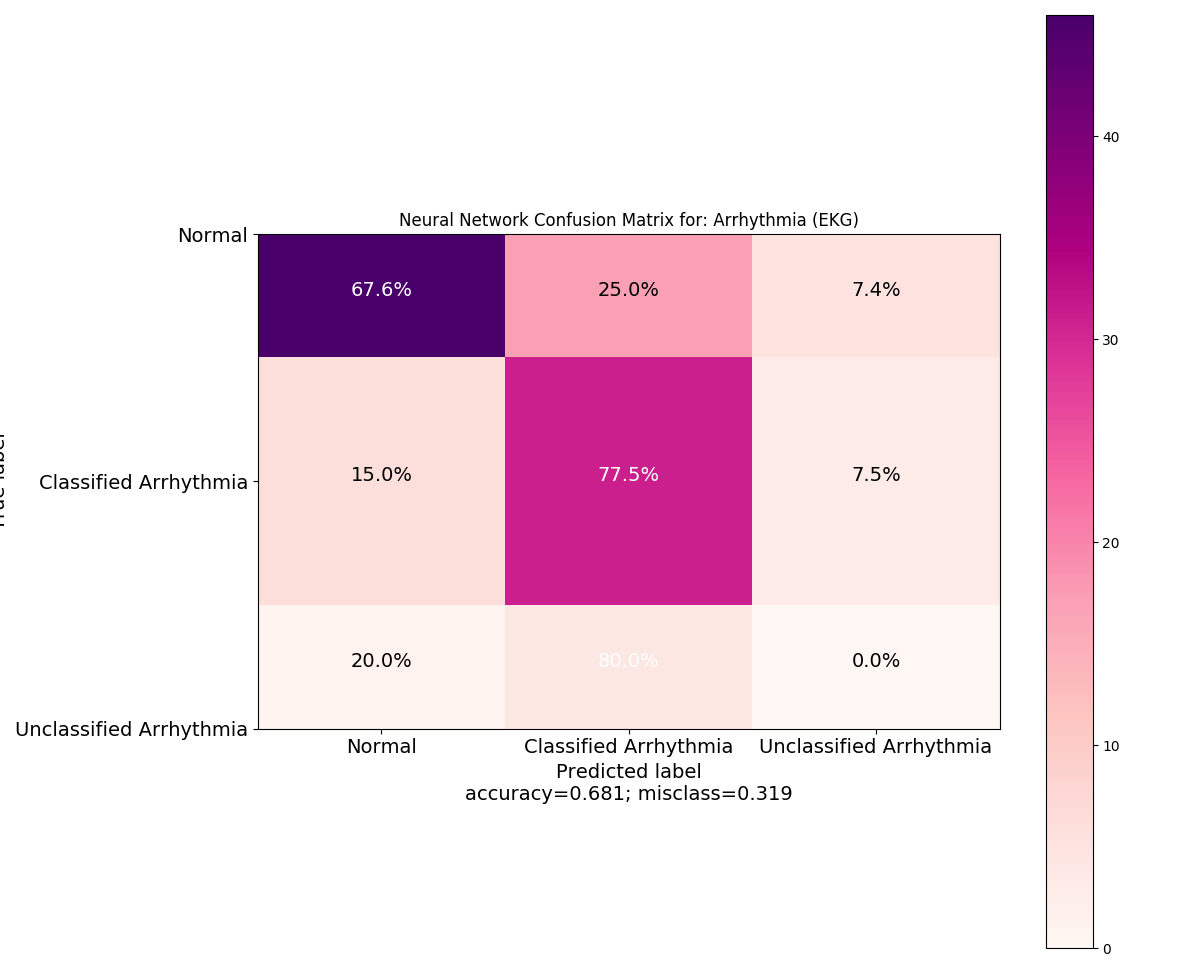 Neural Network Confusion Matrix for: Arrhythmia (EKG)
Normal
67.6%
25.0%
7.4%
Classified Arrhythmia
15.0%
77.5%
7.5%
20.0%
80.0%
0.0%
Unclassified Arrhythmia
Normal
Classified Arrhythmia
Unclassified Arrhythmia
Predicted label
accuracy=0.681; misclass=0.319
40
30
20
10
0